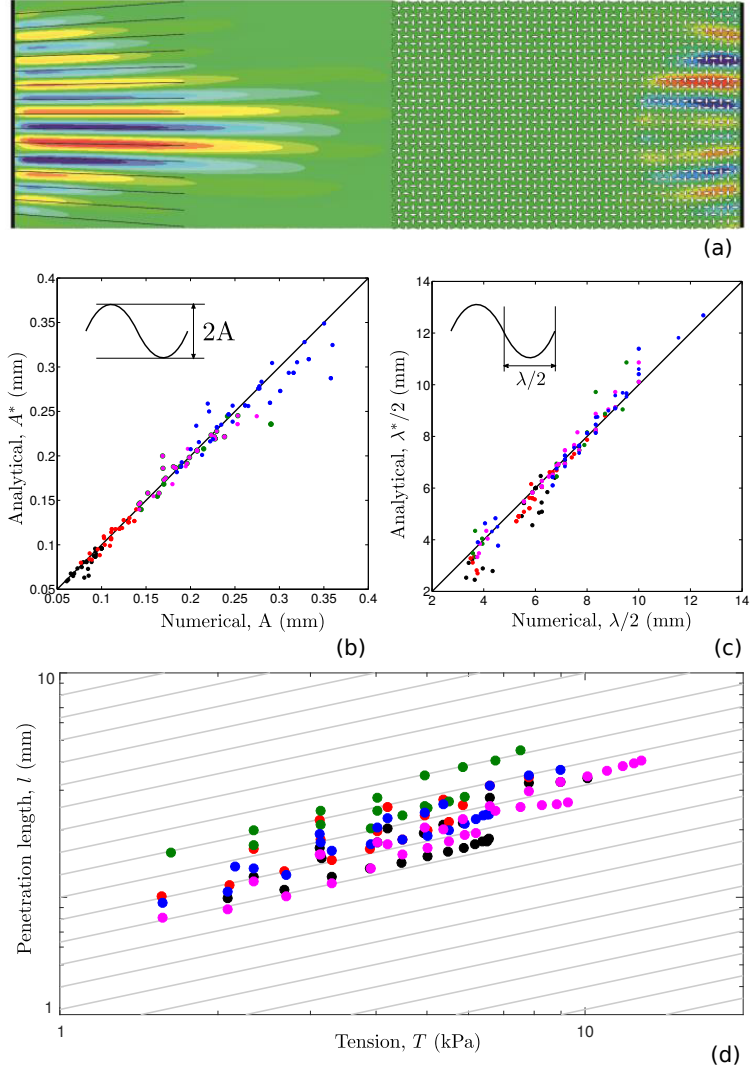 (a)
0.4
0.35
0.3
0.25
0.2
0.15
0.1
0.05
0.05
0.1
0.15
0.2
0.25
0.3
0.35
0.4
2A
Analytical, A* (mm)
Numerical, A (mm)
(b)
14
12
10
8
6
4
2
2
4
6
8
10
12
14
λ/2
Analytical, λ*/2 (mm)
Numerical, λ/2 (mm)
(c)
10
1
1
10
Penetration length, l (mm)
Tension, T (kPa)
(d)